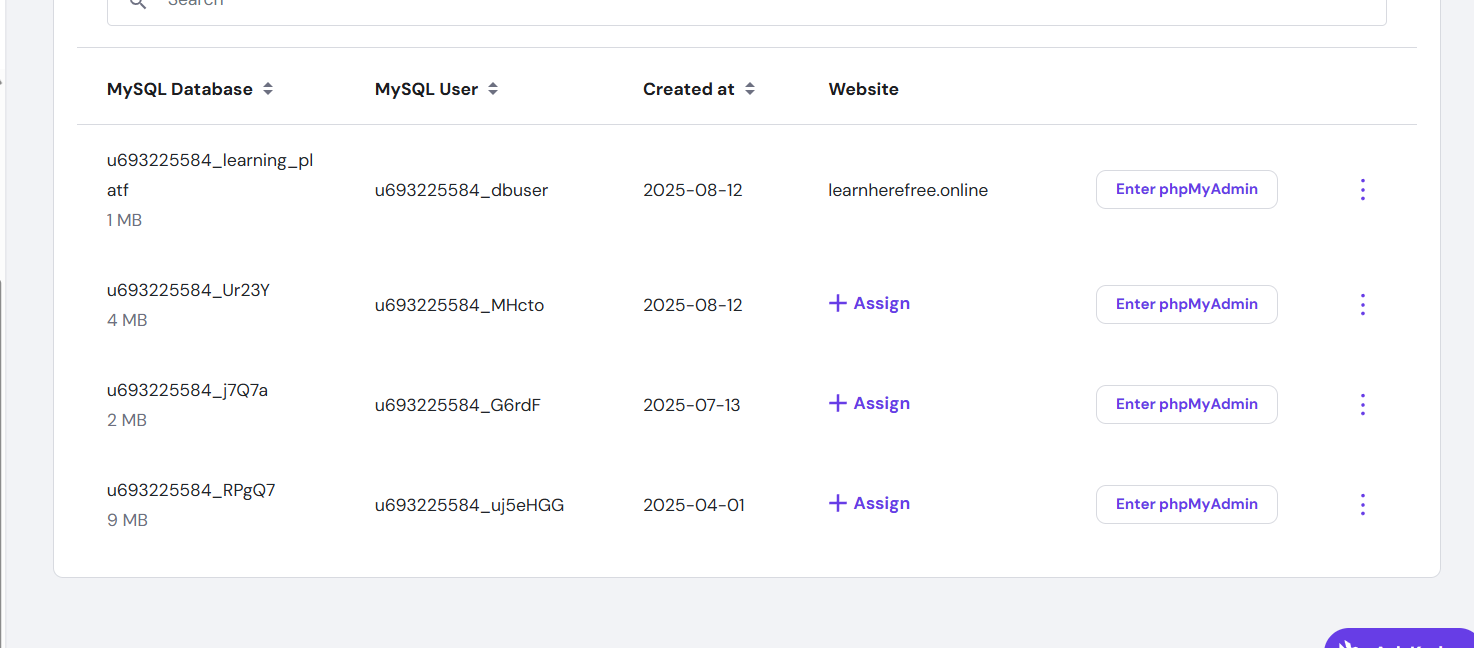 Search
MySQL Database
MySQL User
Created at
Website
u693225584_learning_pl
atf
1 MB
u693225584_dbuser
2025-08-12
learnherefree.online
Enter phpMyAdmin
u693225584_Ur23Y
4 MB
u693225584_MHcto
2025-08-12
Assign
Enter phpMyAdmin
u693225584_j7Q7a
2 MB
u693225584_G6rdF
2025-07-13
Assign
Enter phpMyAdmin
u693225584_RPgQ7
9 MB
u693225584_uj5eHGG
2025-04-01
Assign
Enter phpMyAdmin